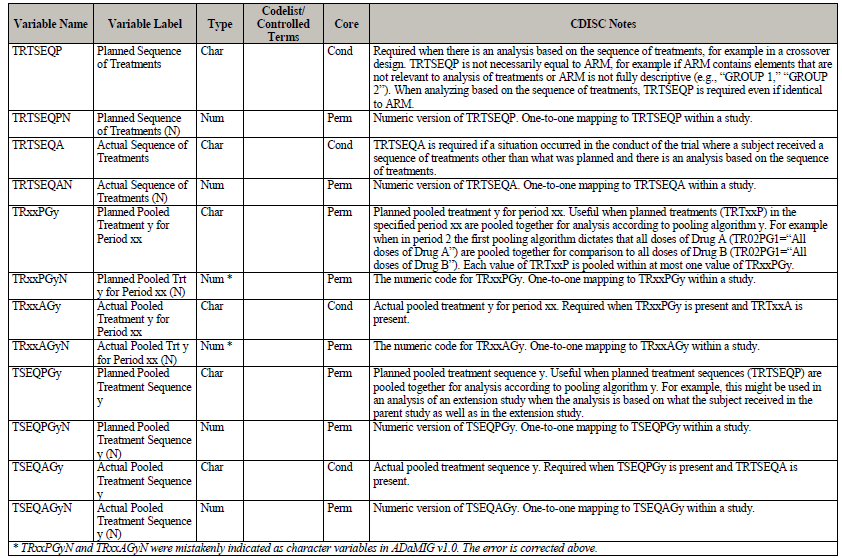 Variable Name Variable Label Type Codelist/ Controlled Terms Core CDISC Notes
TRTSEQP Planned Sequence of Treatments Char Cond Required when there is an analysis based on the sequence of treatments, for example in a crossover
design. TRTSEQP is not necessarily equal to ARM, for example if ARM contains elements that are
not relevant to analysis of treatments or ARM is not fully descriptive (e.g., “GROUP 1,” “GROUP
2”). When analyzing based on the sequence of treatments, TRTSEQP is required even if identical
to ARM.
TRTSEQPN Planned Sequence of Treatments (N) Num Perm Numeric version of TRTSEQP. One-to-one mapping to TRTSEQP within a study.
TRTSEQA Actual Sequence of Treatments Char Cond TRTSEQA is required if a situation occurred in the conduct of the trial where a subject received a
sequence of treatments other than what was planned and there is an analysis based on the sequence
of treatments.
TRTSEQAN Actual Sequence of Treatments (N) Num Perm Numeric version of TRTSEQA. One-to-one mapping to TRTSEQA within a study.
TRxxPGy Planned Pooled Treatment y for Period xx Char Perm Planned pooled treatment y for period xx. Useful when planned treatments (TRTxxP) in the
specified period xx are pooled together for analysis according to pooling algorithm y. For example
when in period 2 the first pooling algorithm dictates that all doses of Drug A (TR02PG1=“All
doses of Drug A”) are pooled together for comparison to all doses of Drug B (TR02PG1=“All
doses of Drug B”). Each value of TRTxxP is pooled within at most one value of TRxxPGy.
TRxxPGyN Planned Pooled Trt y for Period xx (N) Num * Perm The numeric code for TRxxPGy. One-to-one mapping to TRxxPGy within a study.
TRxxAGy Actual Pooled Treatment y for Period xx Char Cond Actual pooled treatment y for period xx. Required when TRxxPGy is present and TRTxxA is
present.
TRxxAGyN Actual Pooled Trt y for Period xx (N) Num * Perm The numeric code for TRxxAGy. One-to-one mapping to TRxxAGy within a study.
TSEQPGy Planned Pooled Treatment Sequence y Char Perm Planned pooled treatment sequence y. Useful when planned treatment sequences (TRTSEQP) are
pooled together for analysis according to pooling algorithm y. For example, this might be used in
an analysis of an extension study when the analysis is based on what the subject received in the
parent study as well as in the extension study.
TSEQPGyN Planned Pooled Treatment Sequence y (N) Num Perm Numeric version of TSEQPGy. One-to-one mapping to TSEQPGy within a study.
TSEQAGy Actual Pooled Treatment Sequence y Char Cond Actual pooled treatment sequence y. Required when TSEQPGy is present and TRTSEQA is
present.
TSEQAGyN Actual Pooled Treatment Sequence y (N) Num Perm Numeric version of TSEQAGy. One-to-one mapping to TSEQAGy within a study.
* TRxxPGyN and TRxxAGyN were mistakenly indicated as character variables in ADaMIG v1.0. The error is corrected above.